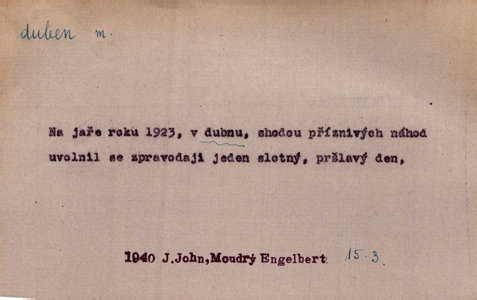 duben m.
Na jaře roku 1923, v dubnu, shodou příznivých náhod
uvolnil se zpravodaji jeden slotný, pršlavý den,
1940 J.John,Moudrý Engelbert 15.3.